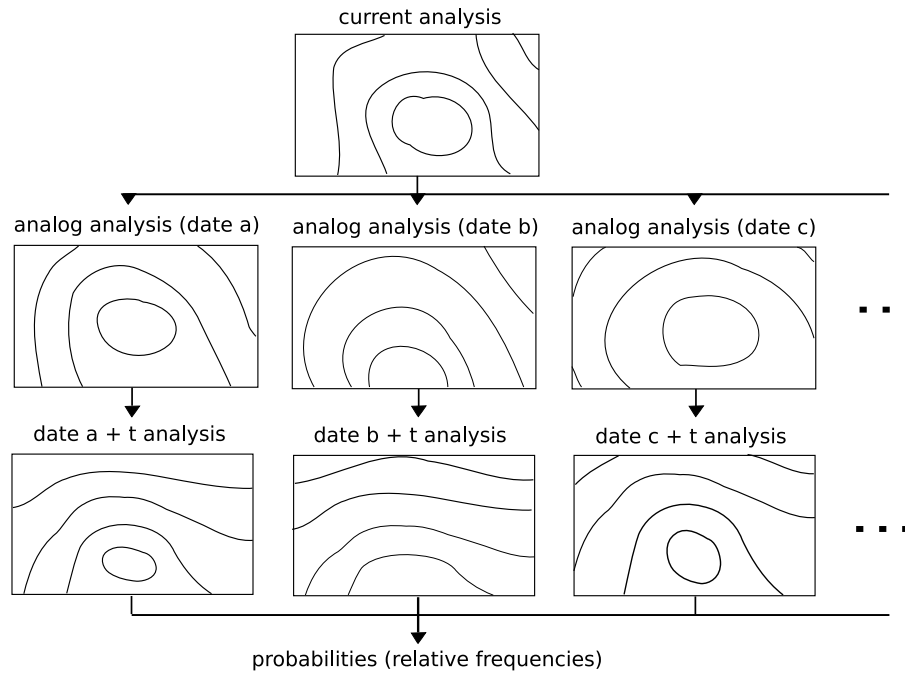 current analysis
analog analysis (date a)
analog analysis (date b)
analog analysis (date c)
date a + t analysis
date b + t analysis
date c + t analysis
probabilities (relative frequencies)